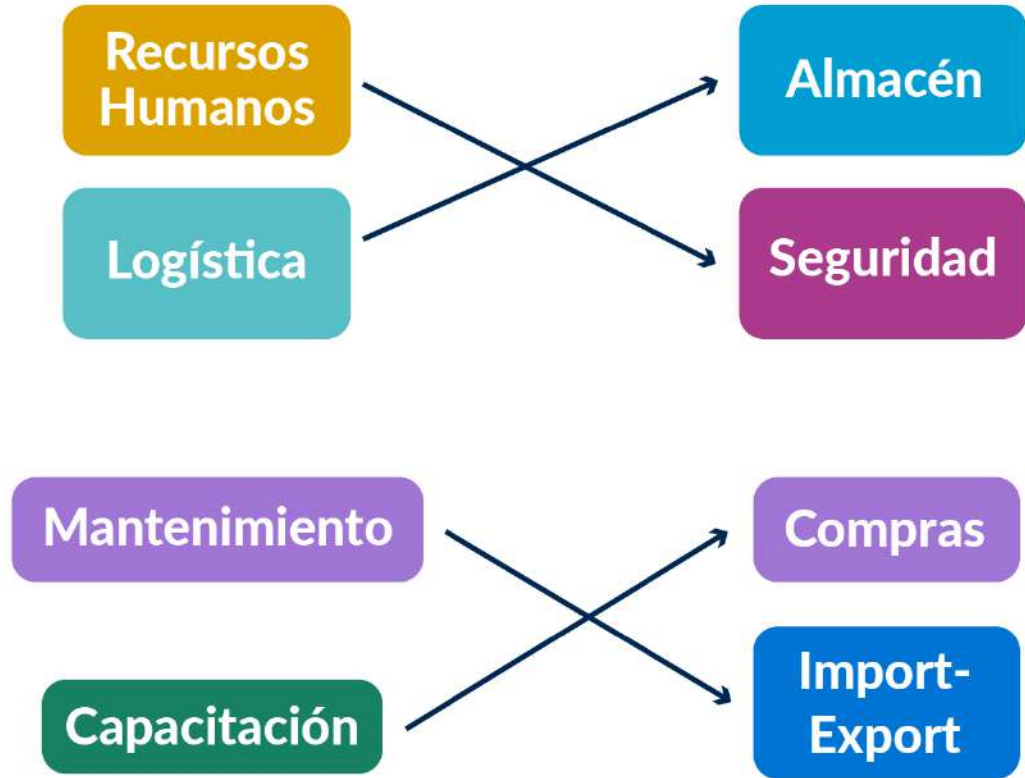 Recursos
Humanos
Almacén
Logística
Seguridad
Mantenimiento
Compras
Capacitación
Import-
Export